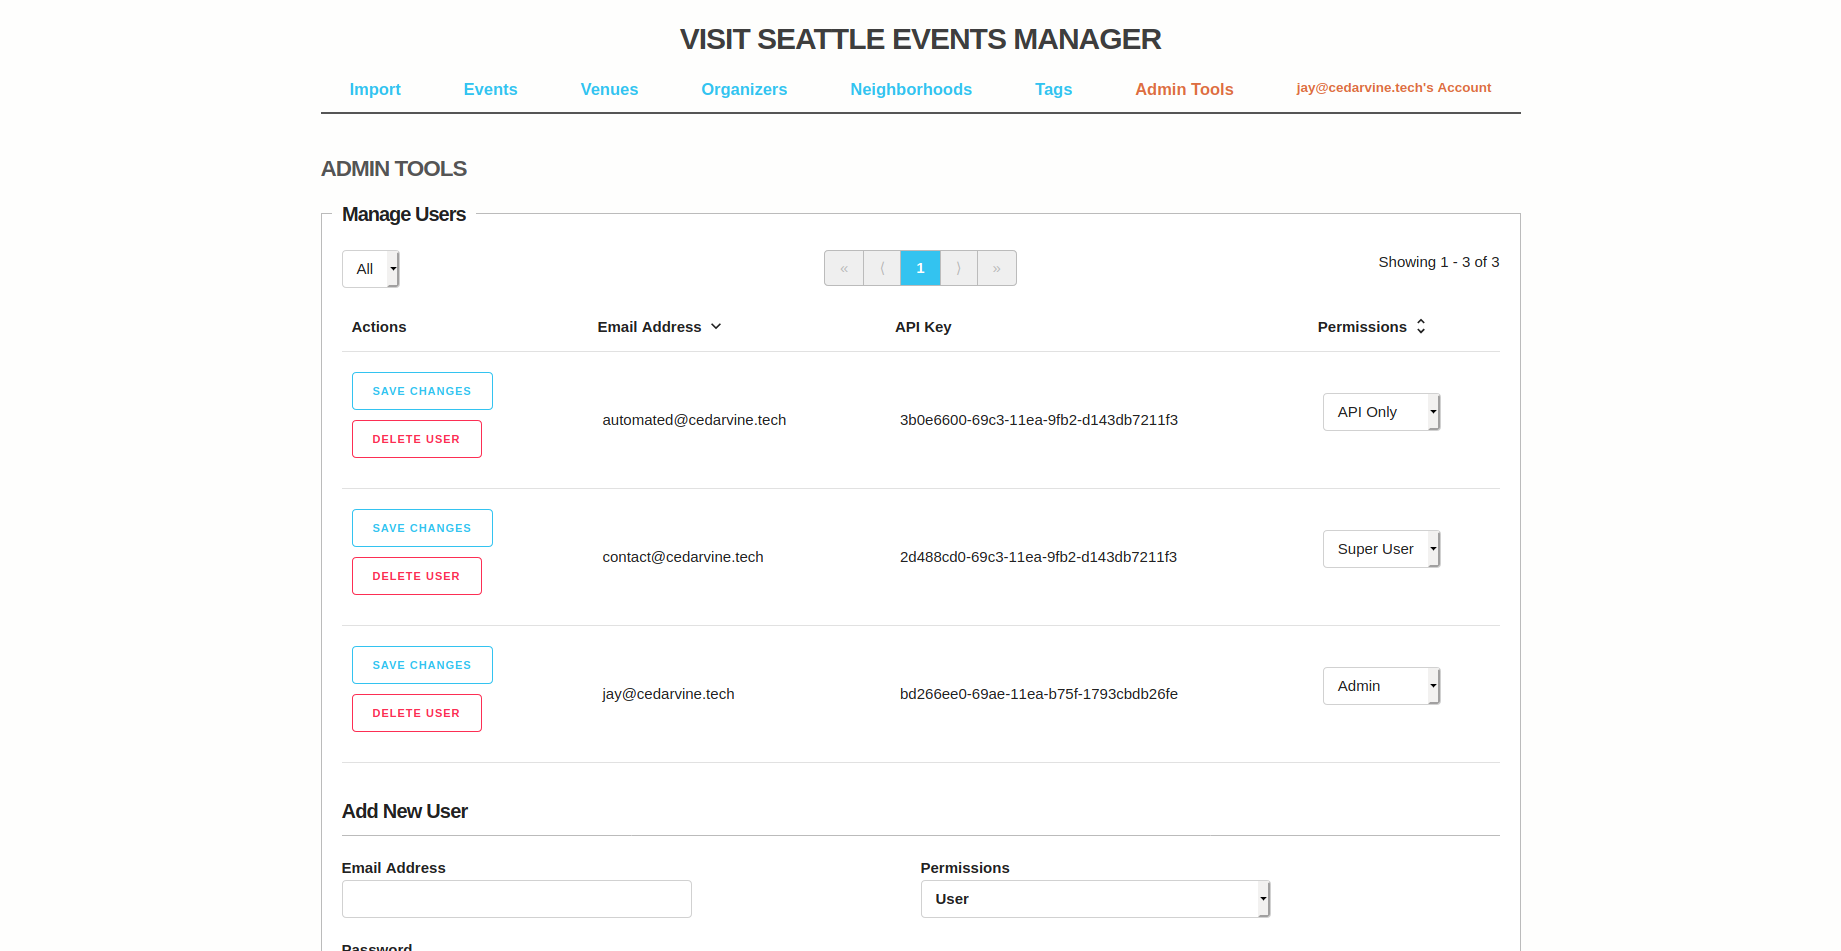 VISIT SEATTLE EVENTS MANAGER
Import Events Venues Organizers Neighborhoods Tags Admin Tools jay@cedarvine.tech's Account
ADMIN TOOLS
Manage Users
All « ⟨ 1 ⟩ » Showing 1 - 3 of 3
Actions Email Address API Key Permissions
SAVE CHANGES
DELETE USER
automated@cedarvine.tech 3b0e6600-69c3-11ea-9fb2-d143db7211f3 API Only
SAVE CHANGES
DELETE USER
contact@cedarvine.tech 2d488cd0-69c3-11ea-9fb2-d143db7211f3 Super User
SAVE CHANGES
DELETE USER
jay@cedarvine.tech bd266ee0-69ae-11ea-b75f-1793cbdb26fe Admin
Add New User
Email Address Permissions
User
Password